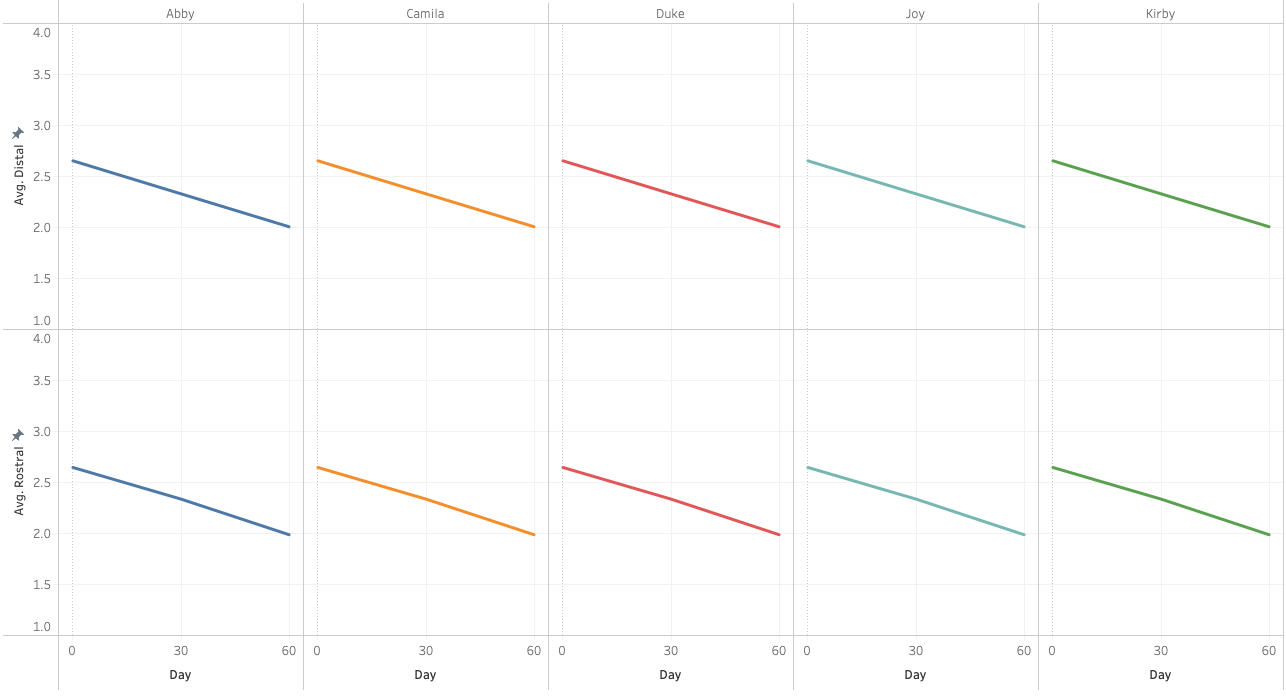 Abby Camila Duke Joy Kirby
4.0
3.5
3.0
2.5
2.0
1.5
1.0
Avg. Distal
4.0
3.5
3.0
2.5
2.0
1.5
1.0
Avg. Rostral
0 30 60 0 30 60 0 30 60 0 30 60 0 30 60
Day Day Day Day Day